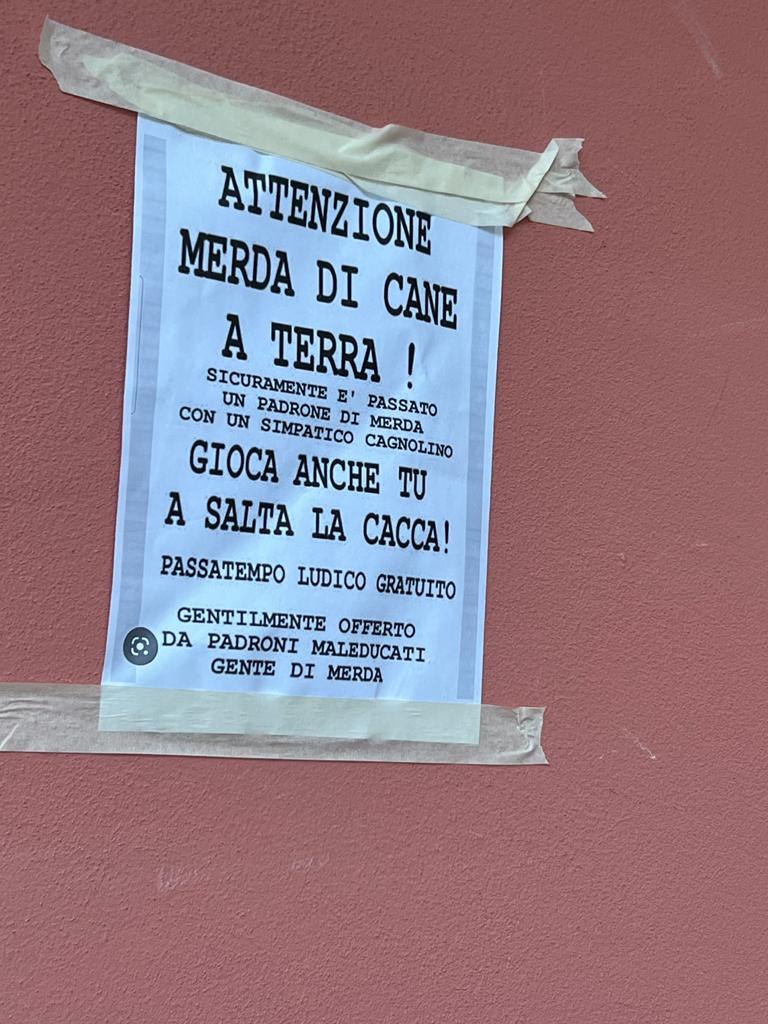 ATTENZIONE
MERDA DI CANE
A TERRA !
SICURAMENTE E' PASSATO
UN PADRONE DI MERDA
CON UN SIMPATICO CAGNOLINO
GIOCA ANCHE TU
A SALTA LA CACCA!
PASSATEMPO LUDICO GRATUITO
GENTILMENTE OFFERTO
DA PADRONI MALEDUCATI
GENTE DI MERDA